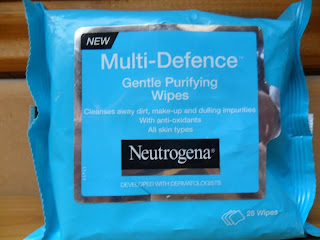 NEW
Multi-Defence™
Gentle Purifying
Wipes
Cleanses away dirt, make-up and dulling impurities
With anti-oxidants
All skin types
Neutrogena®
DEVELOPED WITH DERMATOLOGISTS
25 Wipes